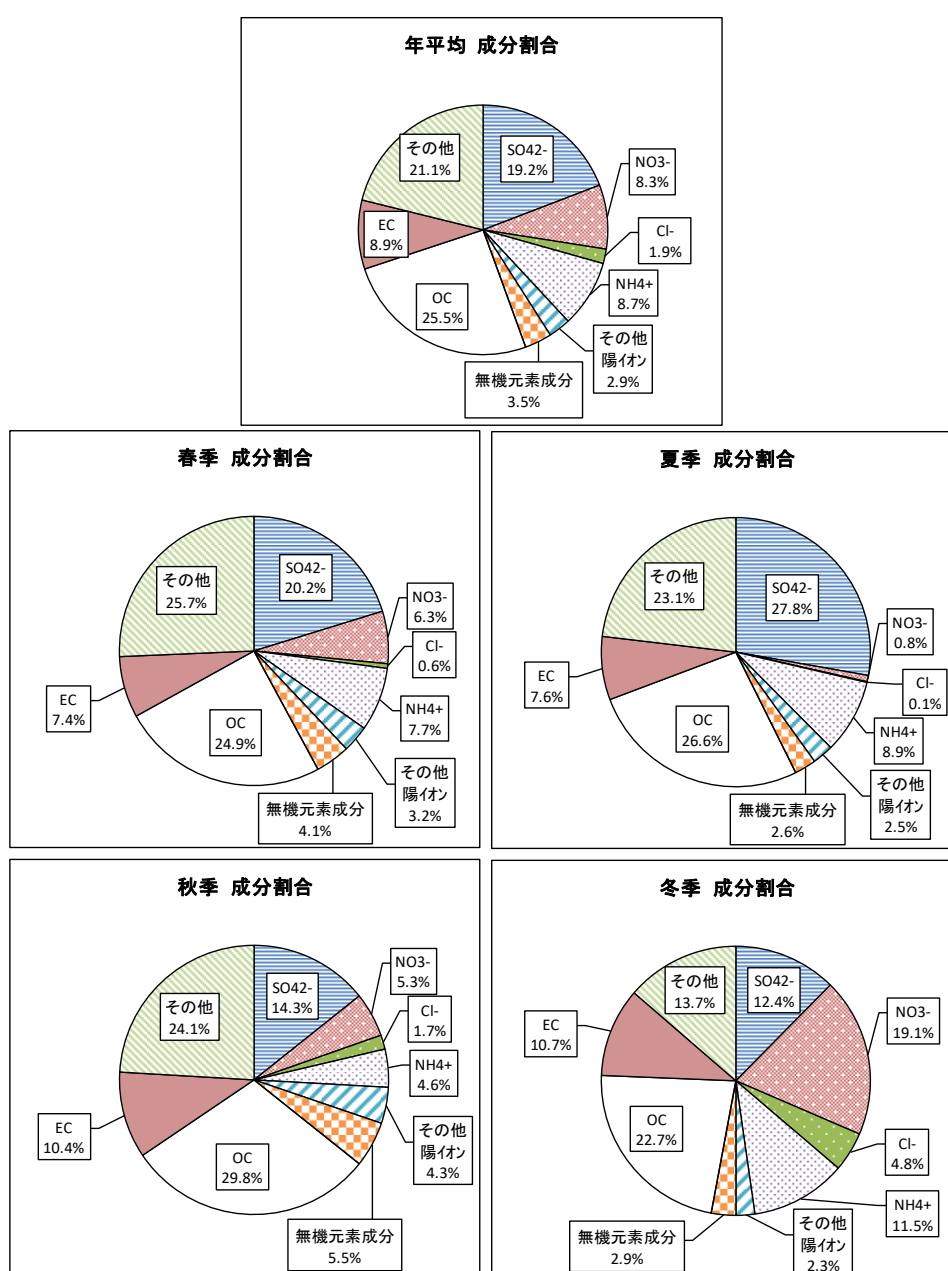 年平均 成分割合
SO42-
19.2%
NO3-
8.3%
Cl-
1.9%
NH4+
8.7%
その他
陽イオン
2.9%
無機元素成分
3.5%
OC
25.5%
EC
8.9%
その他
21.1%
春季 成分割合
SO42-
20.2%
NO3-
6.3%
Cl-
0.6%
NH4+
7.7%
その他
陽イオン
3.2%
無機元素成分
4.1%
OC
24.9%
EC
7.4%
その他
25.7%
夏季 成分割合
SO42-
27.8%
NO3-
0.8%
Cl-
0.1%
NH4+
8.9%
その他
陽イオン
2.5%
無機元素成分
2.6%
OC
26.6%
EC
7.6%
その他
23.1%
秋季 成分割合
SO42-
14.3%
NO3-
5.3%
Cl-
1.7%
NH4+
4.6%
その他
陽イオン
4.3%
無機元素成分
5.5%
OC
29.8%
EC
10.4%
その他
24.1%
冬季 成分割合
SO42-
12.4%
NO3-
19.1%
Cl-
4.8%
NH4+
11.5%
その他
陽イオン
2.3%
無機元素成分
2.9%
OC
22.7%
EC
10.7%
その他
13.7%